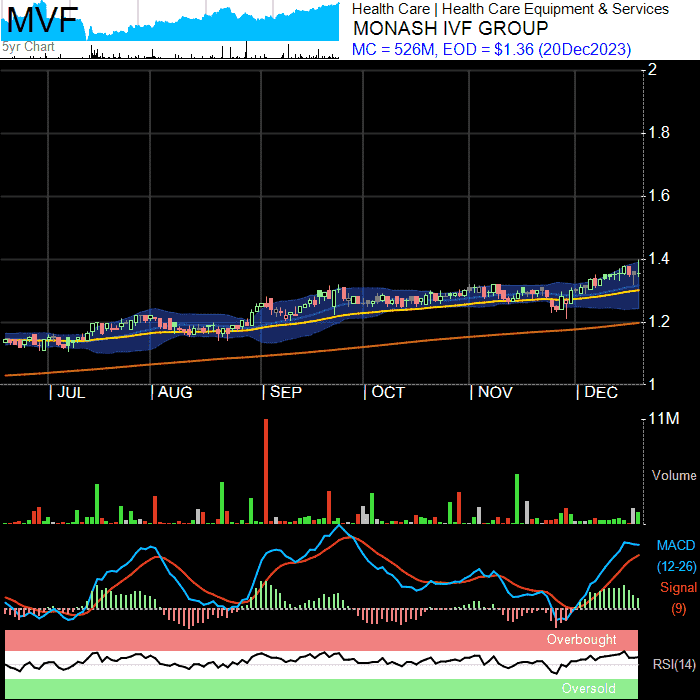 MVF
5yr Chart
Health Care | Health Care Equipment & Services
MONASH IVF GROUP
MC = 526M, EOD = $1.36 (20Dec2023)
2
1.8
1.6
1.4
1.2
1
| JUL | AUG | SEP | OCT | NOV | DEC
11M
Volume
MACD
(12-26)
Signal
(9)
Overbought
RSI(14)
Oversold